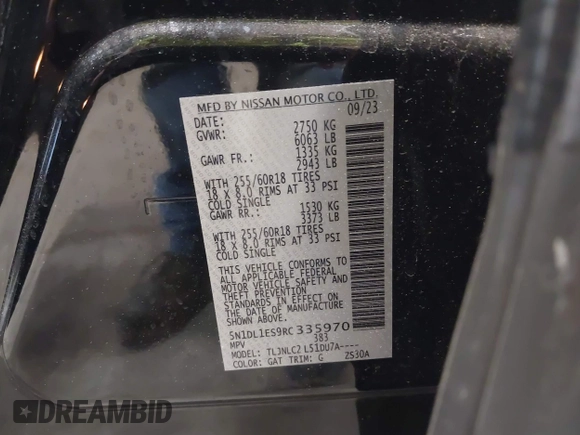 MFD BY NISSAN MOTOR CO., LTD.
DATE: 09/23
GVWR: 2750 KG
6063 LB
GAWR FR.: 1335 KG
2943 LB
WITH 255/60R18 TIRES
18 X 8.0 RIMS AT 33 PSI
COLD SINGLE
GAWR RR.: 1530 KG
3373 LB
WITH 255/60R18 TIRES
18 X 8.0 RIMS AT 33 PSI
COLD SINGLE
THIS VEHICLE CONFORMS TO
ALL APPLICABLE FEDERAL
MOTOR VEHICLE SAFETY AND
THEFT PREVENTION
STANDARDS IN EFFECT ON
THE DATE OF MANUFACTURE
SHOWN ABOVE
5N1DL1ES9RC335970
MPV 383
MODEL: TLJNLCZ L51DU7A----
COLOR: GAT TRIM: G ZS30A
DREAMBID